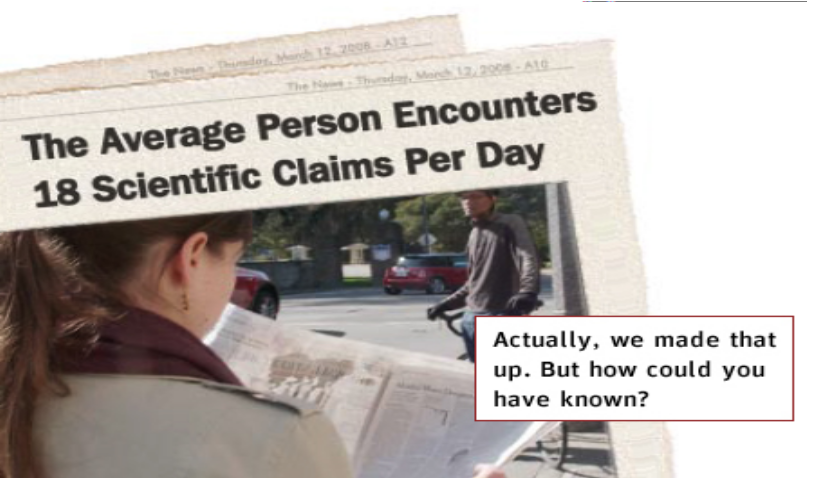 The News - Thursday, March 12, 2008 - A12
The News - Thursday, March 12, 2008 - A10
The Average Person Encounters
18 Scientific Claims Per Day
Actually, we made that
up. But how could you
have known?